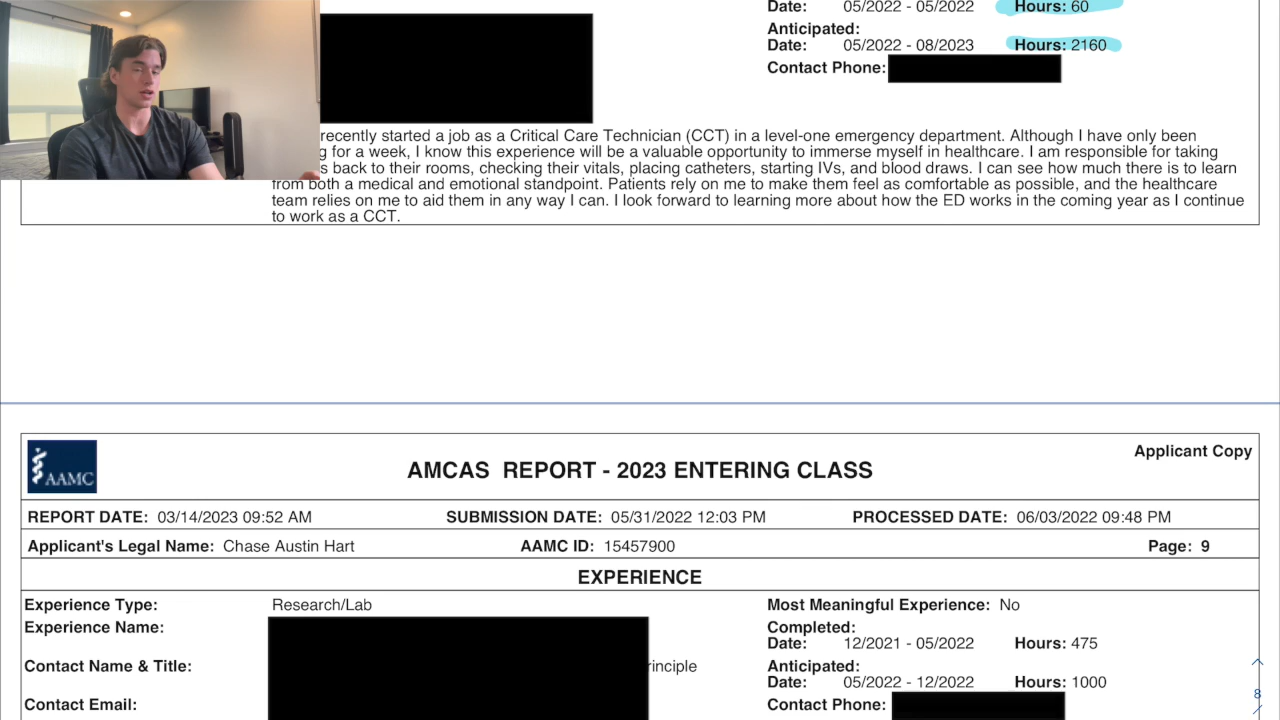 Date: 05/2022 - 05/2022 Hours: 60
Anticipated:
Date: 05/2022 - 08/2023 Hours: 2160
Contact Phone:
recently started a job as a Critical Care Technician (CCT) in a level-one emergency department. Although I have only been
g for a week, I know this experience will be a valuable opportunity to immerse myself in healthcare. I am responsible for taking
s back to their rooms, checking their vitals, placing catheters, starting IVs, and blood draws. I can see how much there is to learn
from both a medical and emotional standpoint. Patients rely on me to make them feel as comfortable as possible, and the healthcare
team relies on me to aid them in any way I can. I look forward to learning more about how the ED works in the coming year as I continue
to work as a CCT.
Applicant Copy
AAMC
AMCAS REPORT - 2023 ENTERING CLASS
REPORT DATE: 03/14/2023 09:52 AM SUBMISSION DATE: 05/31/2022 12:03 PM PROCESSED DATE: 06/03/2022 09:48 PM
Applicant's Legal Name: Chase Austin Hart AAMC ID: 15457900 Page: 9
EXPERIENCE
Experience Type: Research/Lab Most Meaningful Experience: No
Experience Name: Completed:
Date: 12/2021 - 05/2022 Hours: 475
Contact Name & Title: rinciple Anticipated:
Date: 05/2022 - 12/2022 Hours: 1000
Contact Email: Contact Phone:
8